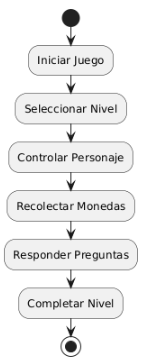 Iniciar Juego
Seleccionar Nivel
Controlar Personaje
Recolectar Monedas
Responder Preguntas
Completar Nivel